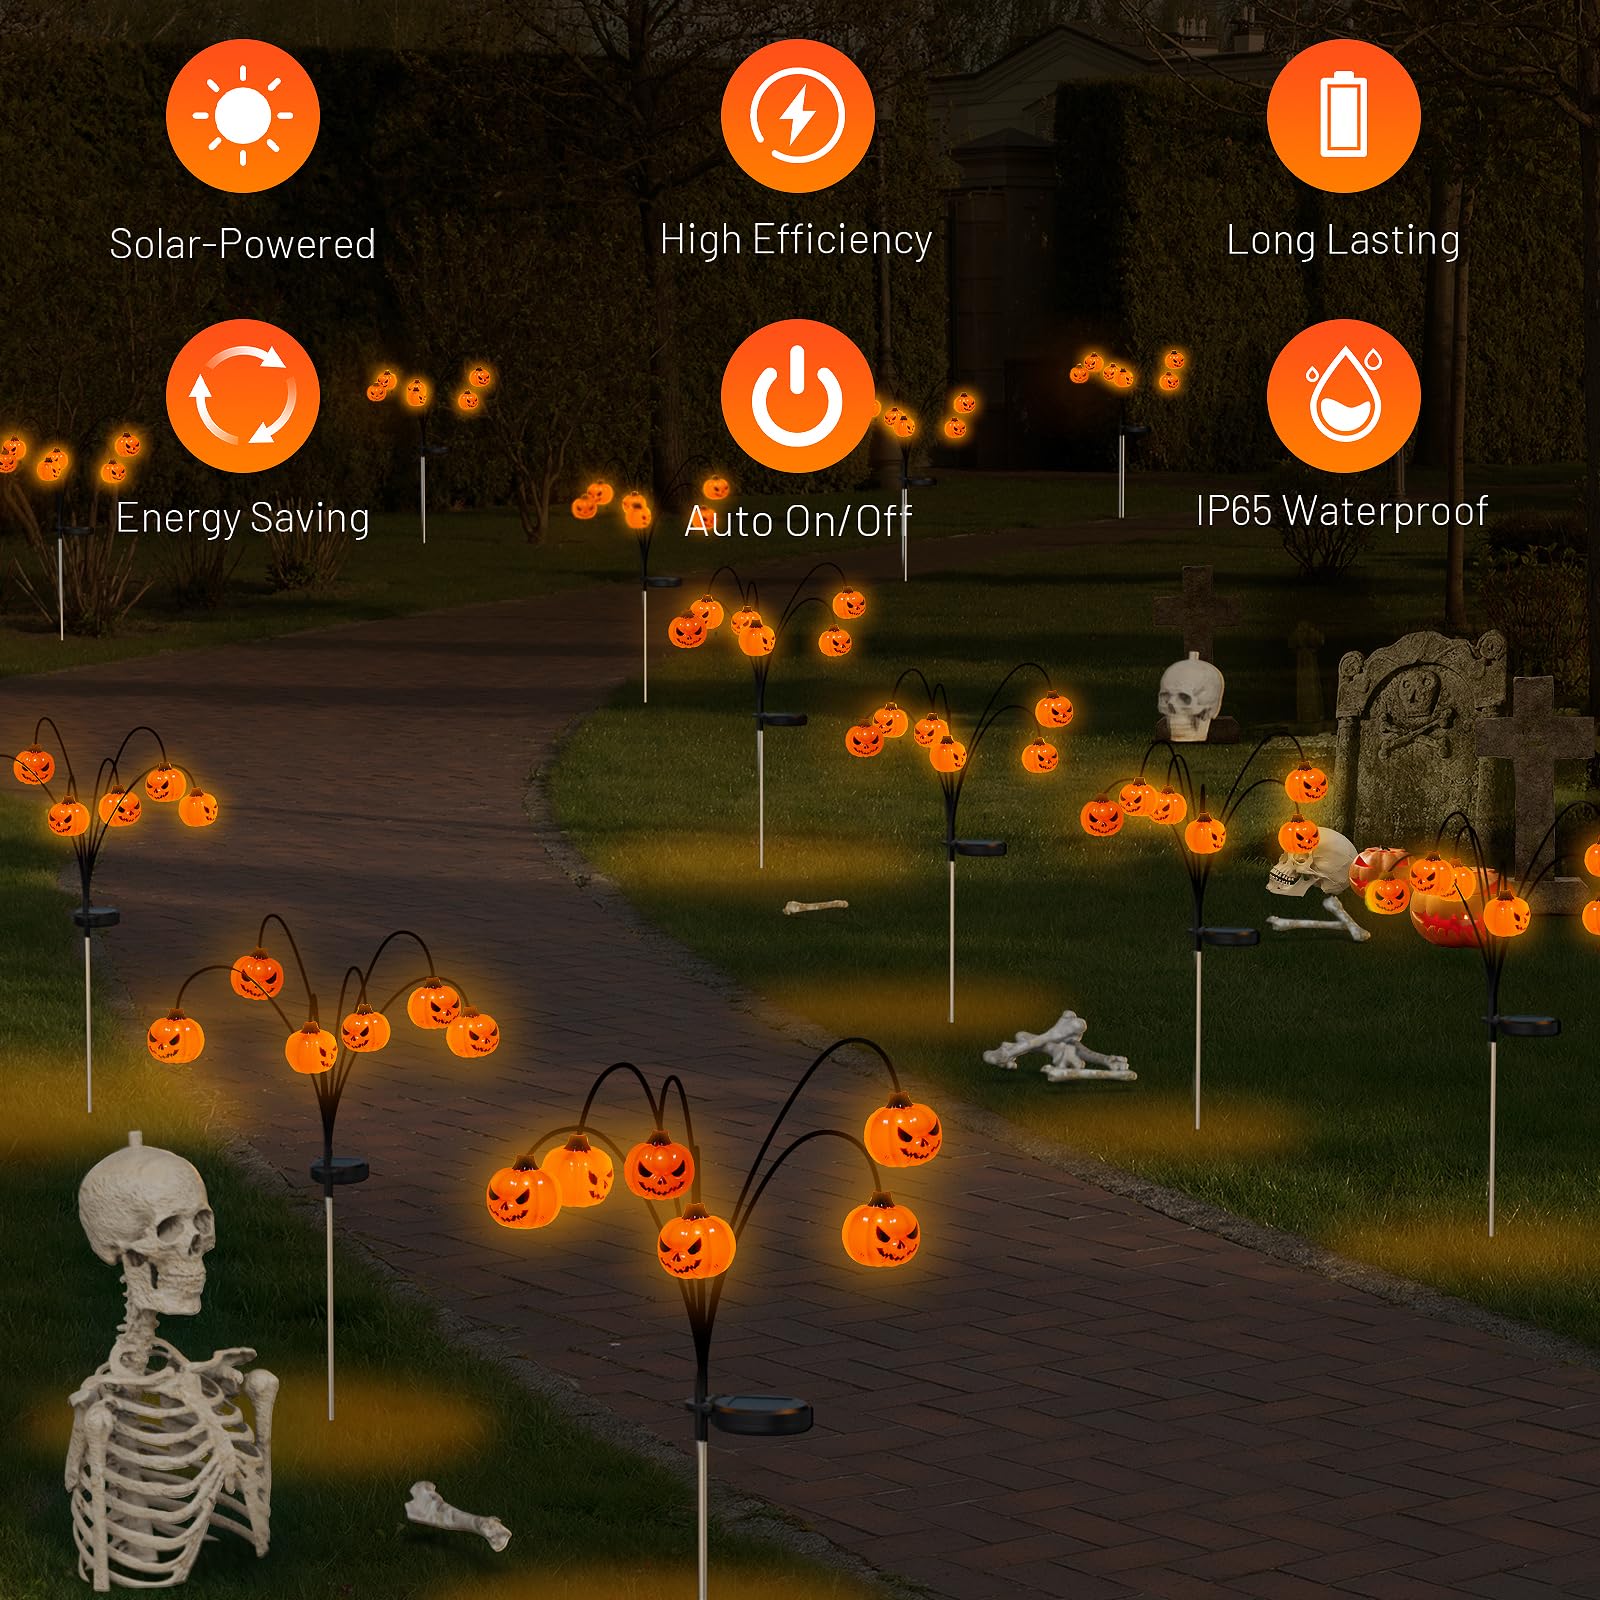 Solar-Powered
High Efficiency
Long Lasting
Energy Saving
Auto On/Off
IP65 Waterproof